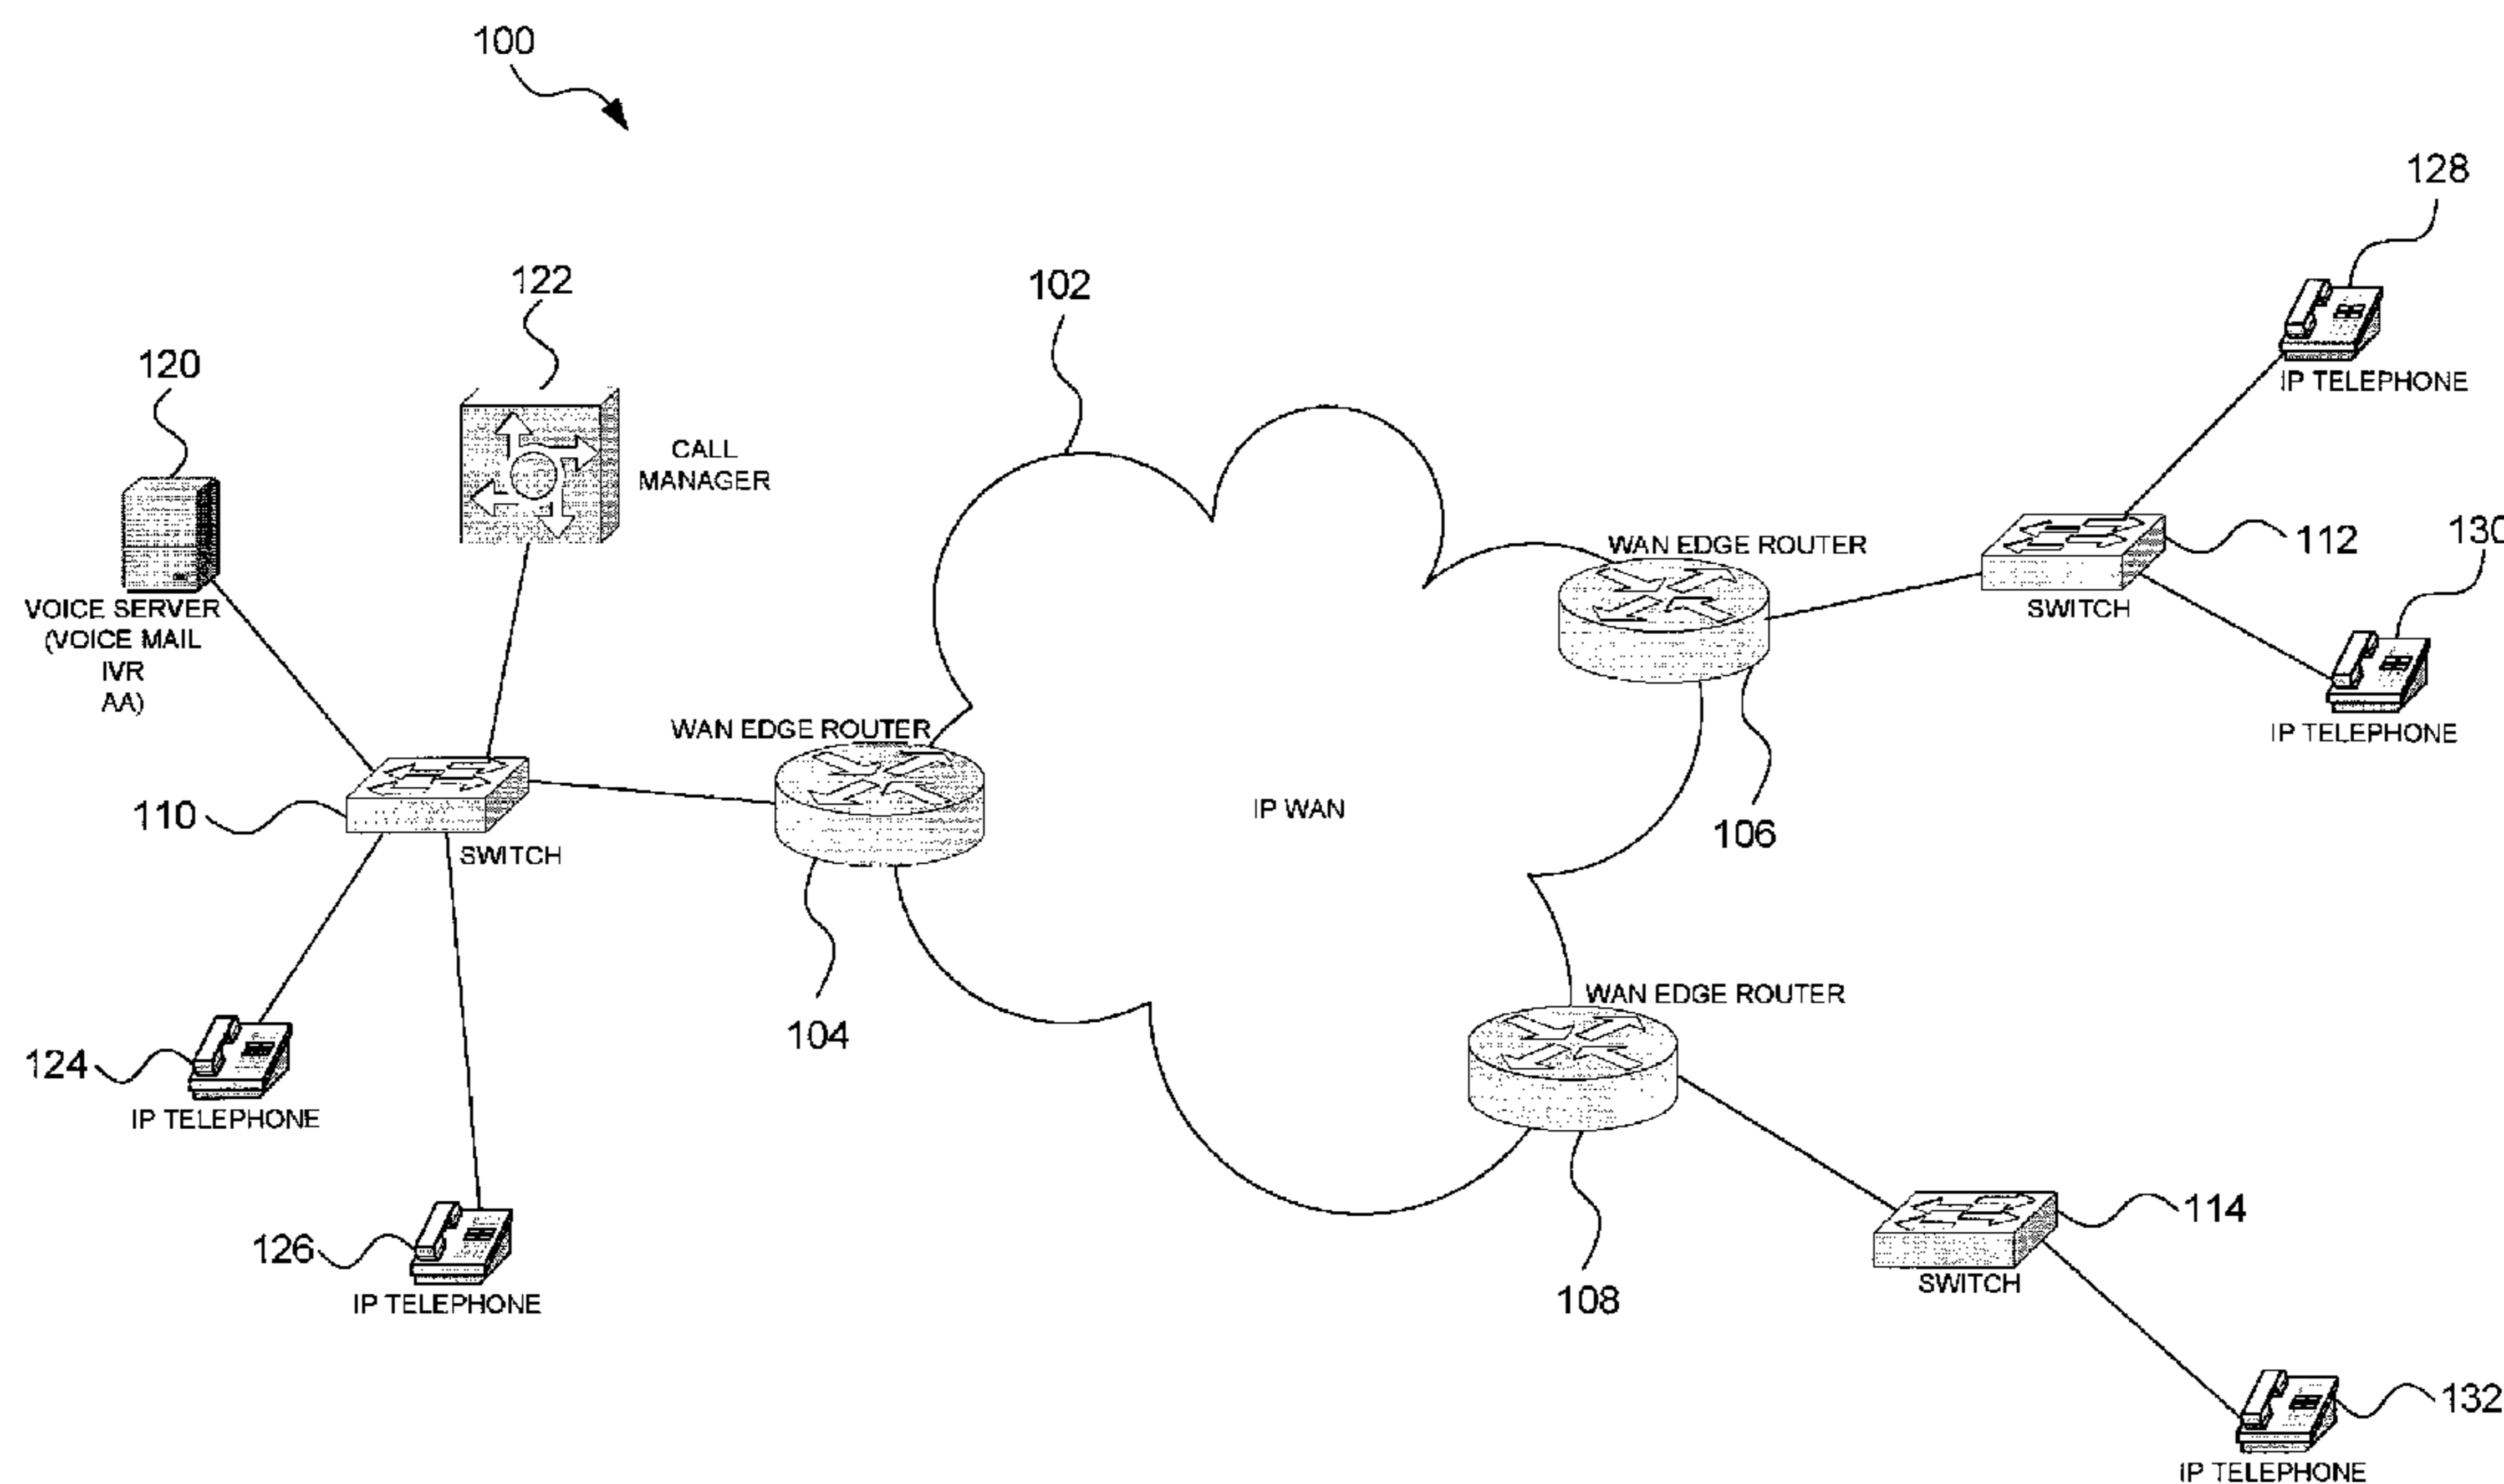 100
128
122
102
120
IP TELEPHONE
CALL
MANAGER
130
112
WAN EDGE ROUTER
VOICE SERVER
(VOICE MAIL
IVR
AA)
SWITCH
WAN EDGE ROUTER
IP TELEPHONE
110
IP WAN
106
SWITCH
WAN EDGE ROUTER
104
124
IP TELEPHONE
114
126
SWITCH
108
IP TELEPHONE
132
IP TELEPHONE